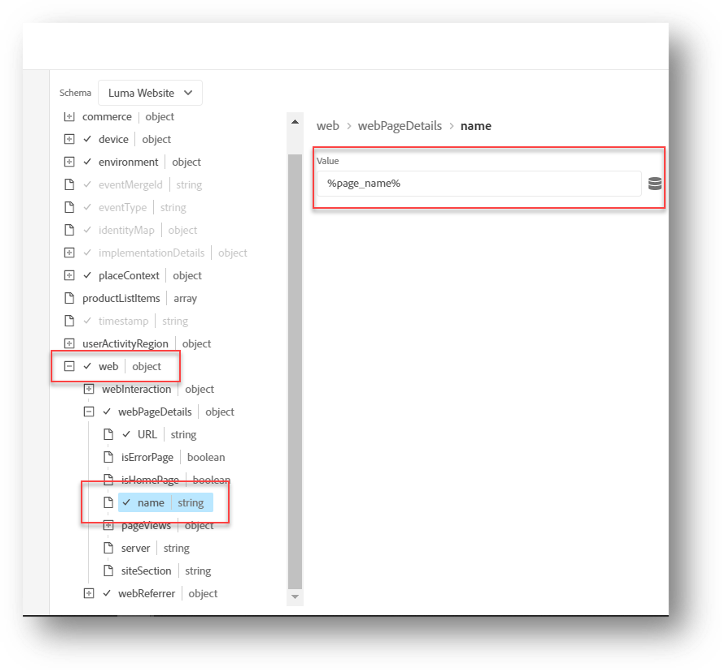 Schema Luma Website
commerce object
device object
environment object
eventMergeId string
eventType string
identityMap object
implementationDetails object
placeContext object
productListItems array
timestamp string
userActivityRegion object
web object
webInteraction object
webPageDetails object
URL string
isErrorPage boolean
isHomePage boolean
name string
pageViews object
server string
siteSection string
webReferrer object
web > webPageDetails > name
Value
%page_name%